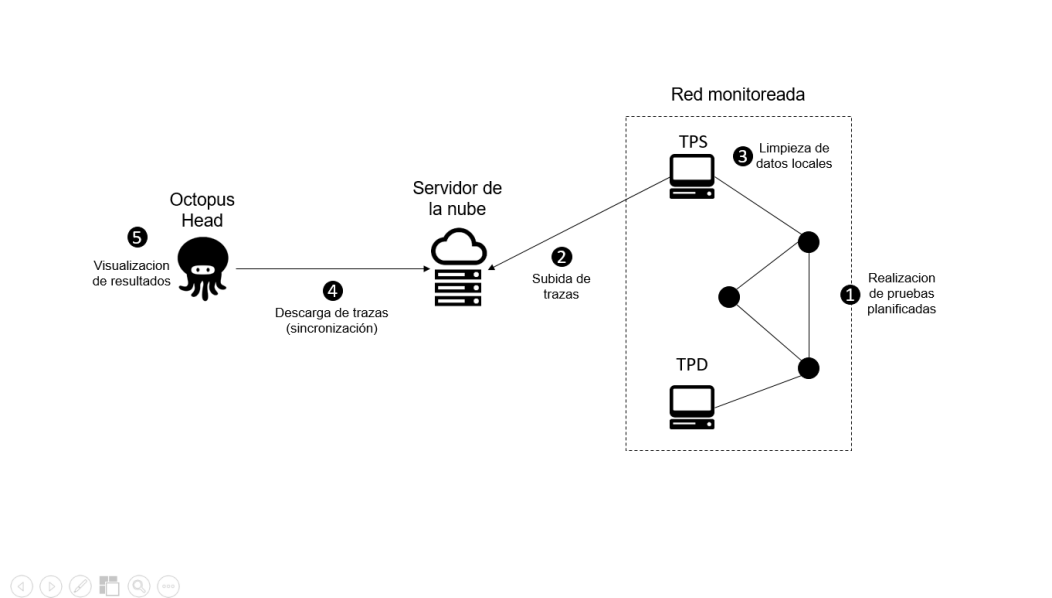 Red monitoreada
TPS
3
Limpieza de
datos locales
Servidor de
la nube
Octopus
Head
5
Visualizacion
de resultados
2
Subida de
trazas
4
Descarga de trazas
(sincronización)
1
Realizacion
de pruebas
planificadas
TPD